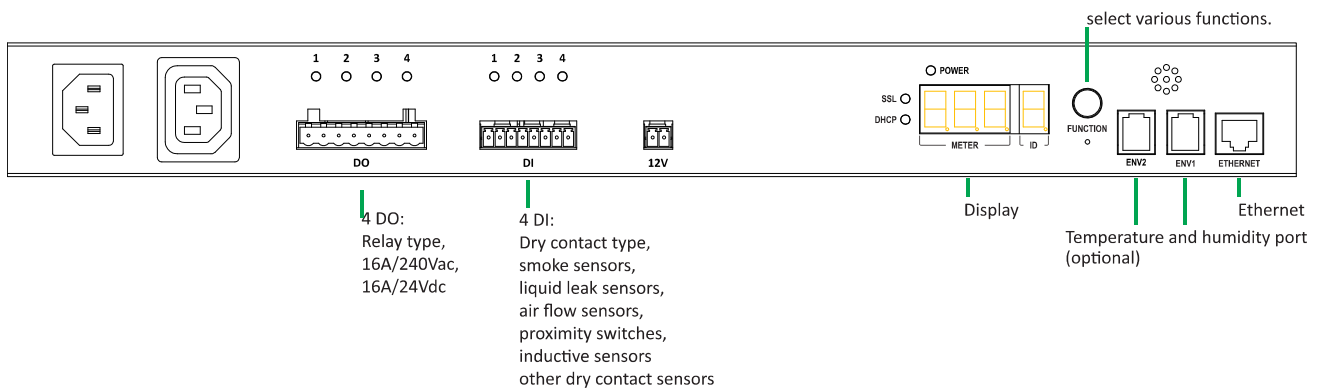 select various functions.
1 2 3 4
1 2 3 4
POWER
SSL
DHCP
FUNCTION
METER
ID
DO
DI
12V
ENV2
ENV1
ETHERNET
4 DO:
Relay type,
16A/240Vac,
16A/24Vdc
4 DI:
Dry contact type,
smoke sensors,
liquid leak sensors,
air flow sensors,
proximity switches,
inductive sensors
other dry contact sensors
Display
Temperature and humidity port
(optional)
Ethernet